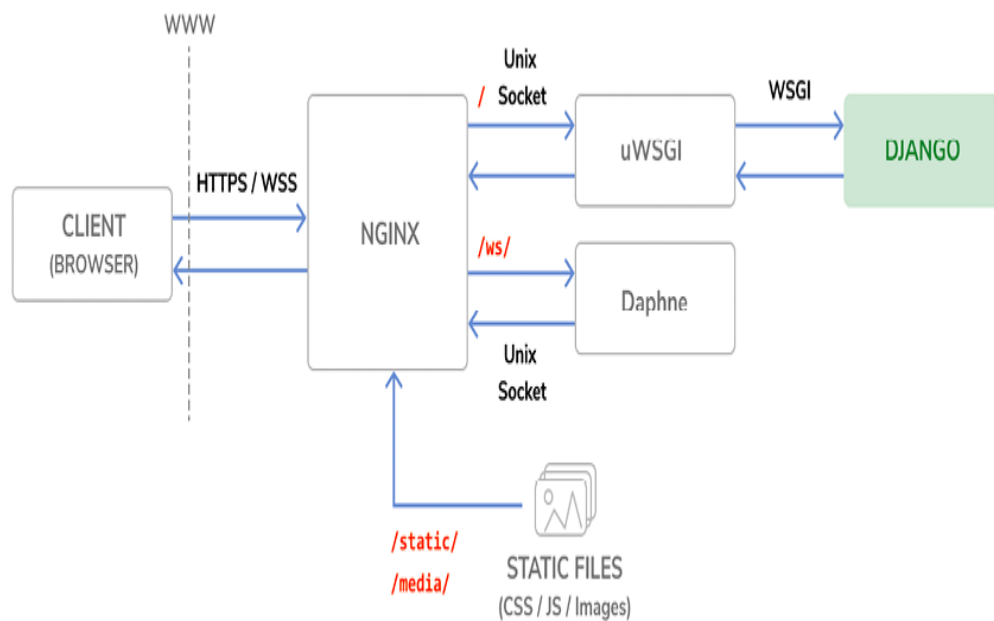 WWW
Unix
/ Socket
WSGI
uWSGI
DJANGO
HTTPS / WSS
CLIENT
(BROWSER)
NGINX
/ws/
Daphne
Unix
Socket
/static/
/media/
STATIC FILES
(CSS / JS / Images)